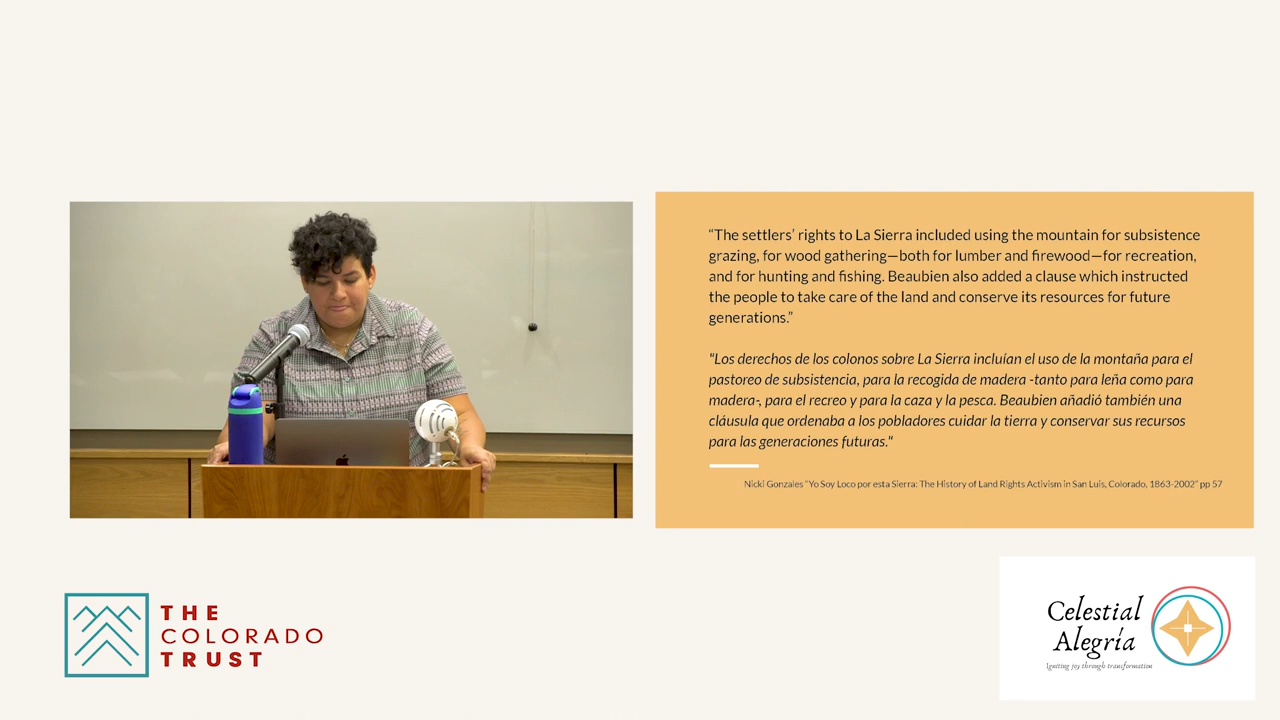 “The settlers’ rights to La Sierra included using the mountain for subsistence
grazing, for wood gathering—both for lumber and firewood—for recreation,
and for hunting and fishing. Beaubien also added a clause which instructed
the people to take care of the land and conserve its resources for future
generations.”
"Los derechos de los colonos sobre La Sierra incluían el uso de la montaña para el
pastoreo de subsistencia, para la recogida de madera -tanto para leña como para
madera-, para el recreo y para la caza y la pesca. Beaubien añadió también una
cláusula que ordenaba a los pobladores cuidar la tierra y conservar sus recursos
para las generaciones futuras."
Nicki Gonzales “Yo Soy Loco por esta Sierra: The History of Land Rights Activism in San Luis, Colorado, 1863-2002” pp 57
THE
COLORADO
TRUST
Celestial
Alegría
Igniting joy through transformation